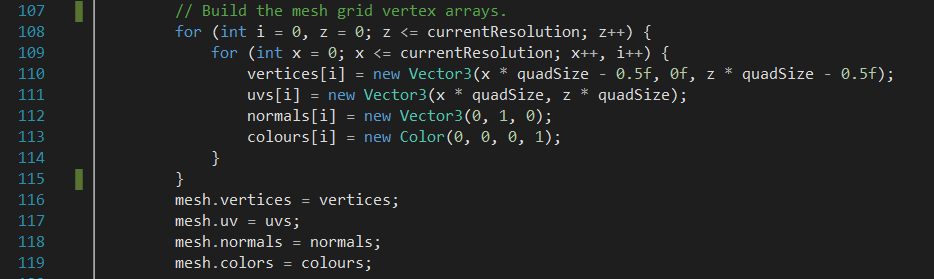 107 // Build the mesh grid vertex arrays.
108 for (int i = 0, z = 0; z <= currentResolution; z++) {
109 for (int x = 0; x <= currentResolution; x++, i++) {
110 vertices[i] = new Vector3(x * quadSize - 0.5f, 0f, z * quadSize - 0.5f);
111 uvs[i] = new Vector3(x * quadSize, z * quadSize);
112 normals[i] = new Vector3(0, 1, 0);
113 colours[i] = new Color(0, 0, 0, 1);
114 }
115 }
116 mesh.vertices = vertices;
117 mesh.uv = uvs;
118 mesh.normals = normals;
119 mesh.colors = colours;